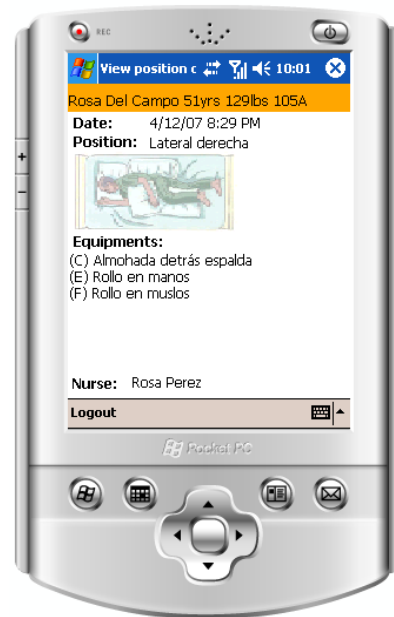 REC
View position c 10:01
Rosa Del Campo 51yrs 129lbs 105A
Date: 4/12/07 8:29 PM
Position: Lateral derecha
Equipments:
(C) Almohada detrás espalda
(E) Rollo en manos
(F) Rollo en muslos
Nurse: Rosa Perez
Logout
Pocket PC